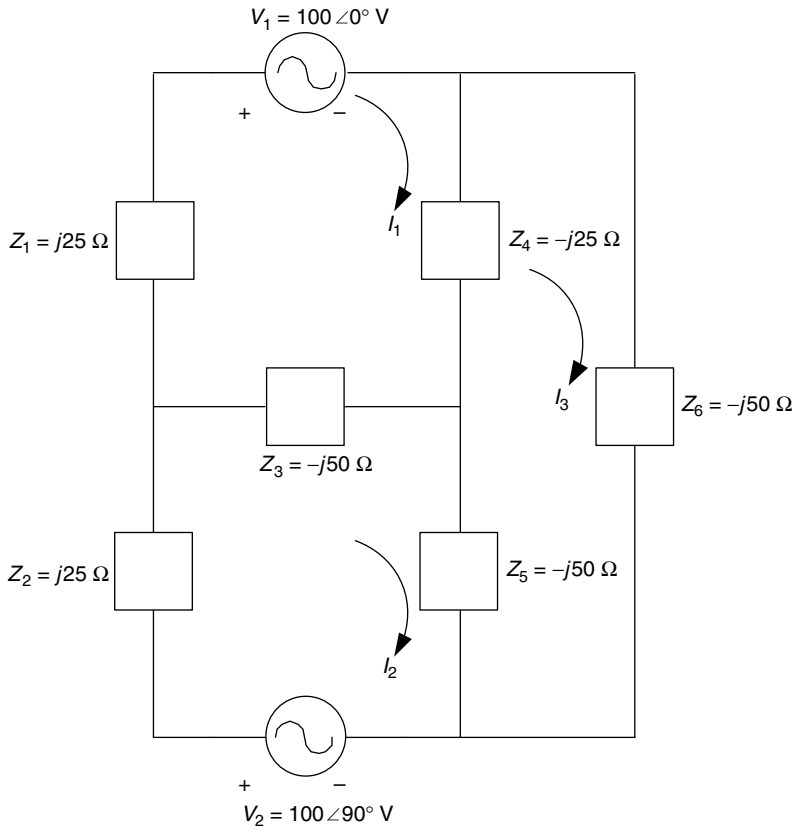 V₁ = 100∠0° V
+ −
Z₁ = j25 Ω
I₁
Z₄ = −j25 Ω
I₃
Z₆ = −j50 Ω
Z₃ = −j50 Ω
Z₂ = j25 Ω
Z₅ = −j50 Ω
I₂
+ −
V₂ = 100∠90° V